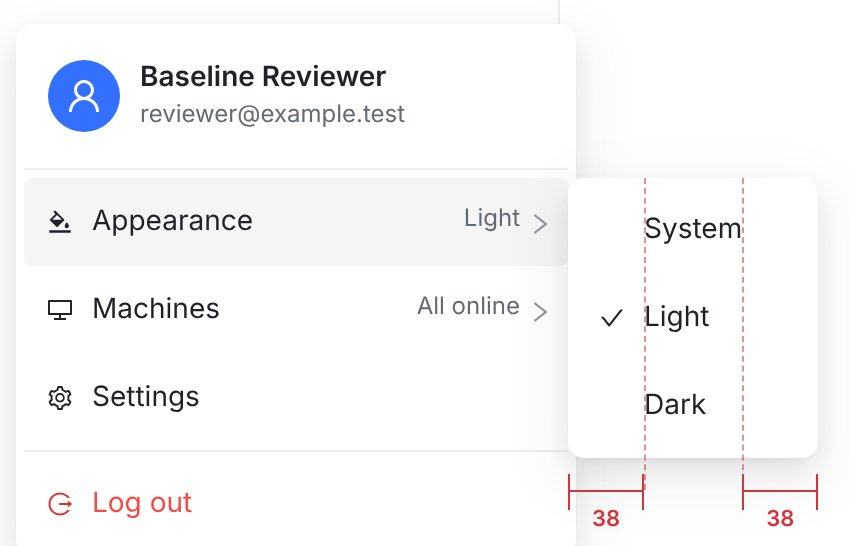 Baseline Reviewer
reviewer@example.test
Appearance Light
Machines All online
Settings
Log out
System
Light
Dark
38 38